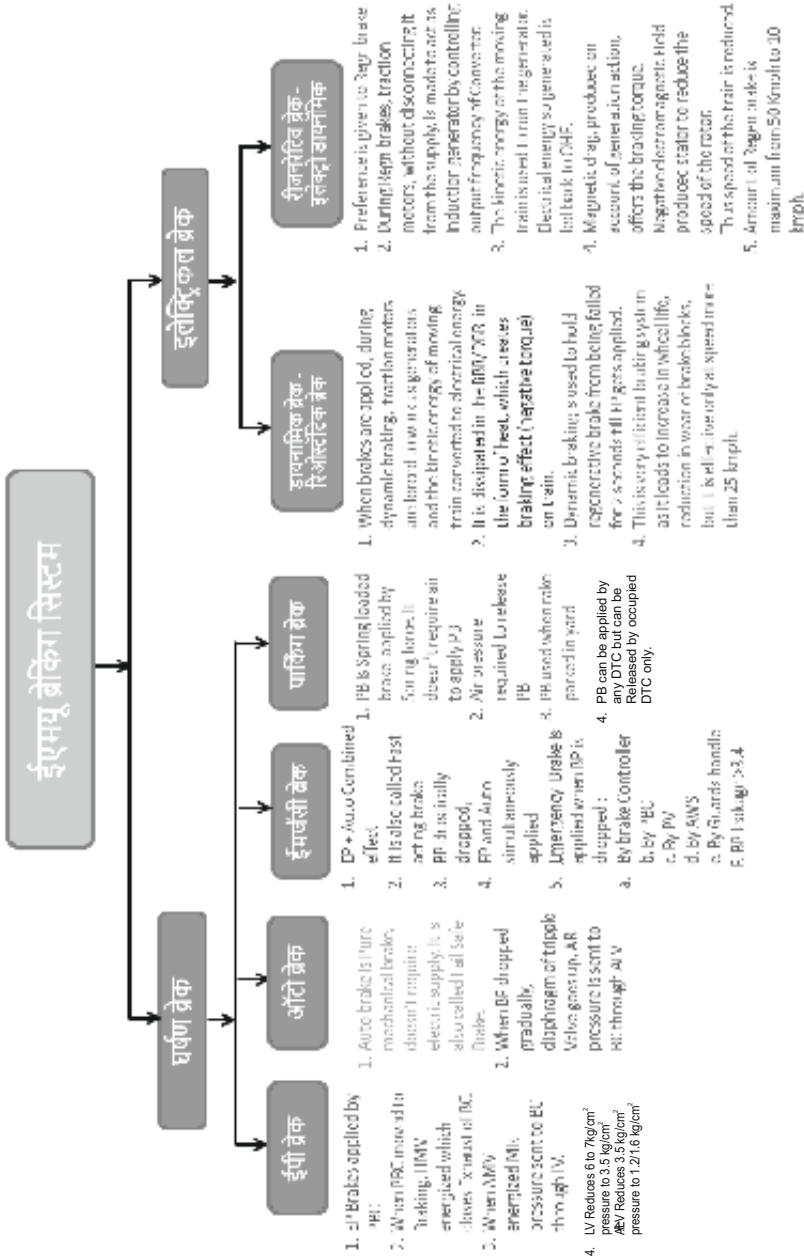 ईएमयू ब्रेकिंग सिस्टम
घर्षण ब्रेक
इलेक्ट्रिकल ब्रेक
ईपी ब्रेक
1. EP Brakes applied by
2. When moved to
energized which
closes Exhaust of BC
3. When AMV
energized MR
pressure sent to BC
through LV.
4. LV Reduces 6 to 7kg/cm²
pressure to 3.5 kg/cm²
Reduces 3.5 kg/cm²
pressure to 1.2/1.6 kg/cm²
ऑटो ब्रेक
1. Auto brake is Pure
mechanical brake,
doesn't require
electric supply. It is
also called Fail Safe
Brake.
2. When BP dropped
gradually,
diaphragm of tripple
Valve goes up, AR
pressure is sent to
BC through
ईमर्जेंसी ब्रेक
1. EP + Auto Combined
effect
2. It is also called Fast
acting brake
3. BP drastically
dropped,
4. EP and Auto
simultaneously
applied
5. Emergency Brake is
applied when BP is
dropped :
a. By brake Controller
b. by
c. By PV
d. by AWS
e. By Guards handle
F. BP Leakage >3.4
पार्किंग ब्रेक
1. PB is Spring loaded
brake, applied by
Spring force. It
doesn't require air
to apply PB
2. Air pressure
required to release
PB
3. PB used when rake
parked in yard
4. PB can be applied by
any DTC but can be
Released by occupied
DTC only.
डायनामिक ब्रेक -
रिओस्टॅटिक ब्रेक
1. When brakes are applied, during
dynamic braking, traction motors
are forced to work as generators
and the kinetic energy of moving
train converted to electrical energy.
2. It is dissipated in the in
the form of heat, which creates
braking effect (negative torque)
on train.
3. Dynamic braking is used to hold
regenerative brake from being failed
for 2 seconds till EP gets applied.
4. This is very efficient braking system
as it leads to increase in wheel life,
reduction in wear of brake blocks,
but it is effective only at speed more
than 25 kmph.
रीजनरेटिव ब्रेक -
इलेक्ट्रो डायनामिक
1. Preference is given to Regn brake
2. During Regn brakes, traction
motors, without disconnecting it
from the supply, is made to act as
Induction generator by controlling
output frequency of Converter.
3. The kinetic energy of the moving
train is used to run the generator.
Electrical energy so generated is
fed back to OHE.
4. Magnetic drag, produced on
account of generation action,
offers the braking torque.
Negative electromagnetic Field
produced stator to reduce the
speed of the rotor.
Thus speed of the train is reduced.
5. Amount of Regen brake is
maximum from 50 Kmph to 10
kmph.